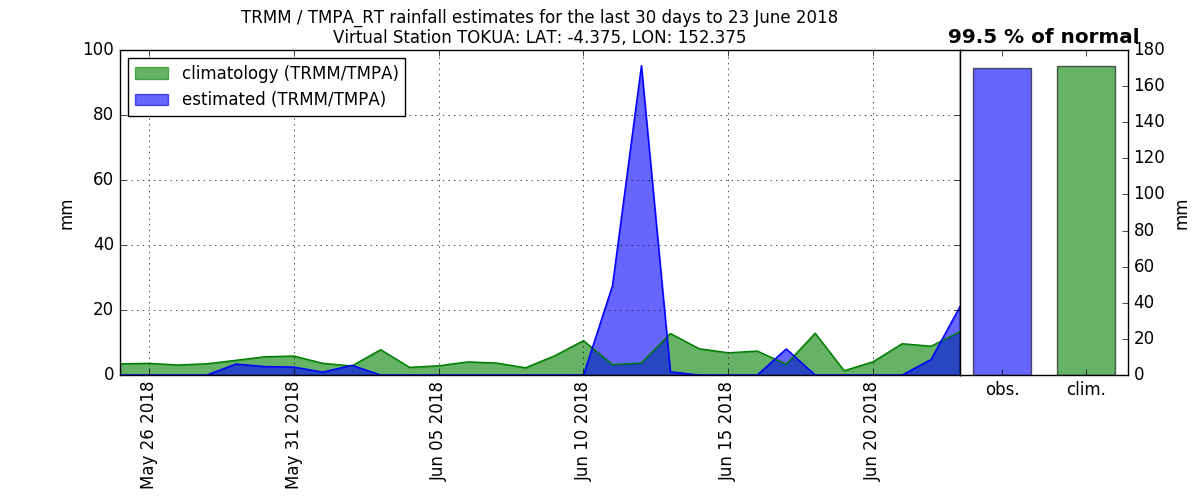 TRMM / TMPA_RT rainfall estimates for the last 30 days to 23 June 2018
Virtual Station TOKUA: LAT: -4.375, LON: 152.375
99.5 % of normal
climatology (TRMM/TMPA)
estimated (TRMM/TMPA)
100
80
60
40
20
0
mm
May 26 2018
May 31 2018
Jun 05 2018
Jun 10 2018
Jun 15 2018
Jun 20 2018
obs.
clim.
180
160
140
120
100
80
60
40
20
0
mm